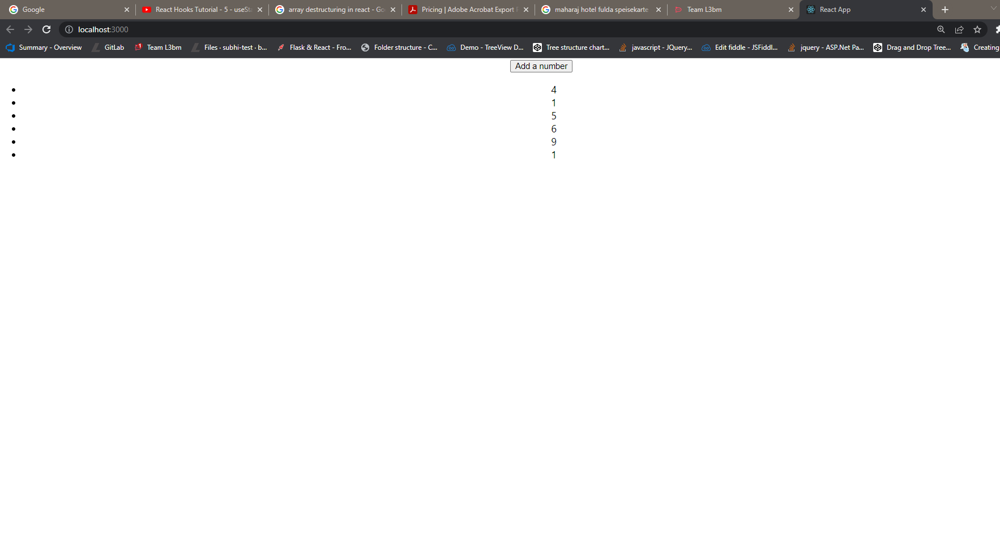 Google
React Hooks Tutorial - 5 - useSta
array destructuring in react - Go
Pricing | Adobe Acrobat Export P
maharaj hotel fulda speisekarte
Team L3bm
React App
localhost:3000
Summary - Overview
GitLab
1
Team L3bm
Files · subhi-test · b...
Flask & React - Fro...
Folder structure - C...
Demo - TreeView D...
Tree structure chart...
javascript - JQuery...
Edit fiddle - JSFiddl...
jquery - ASP.Net Pa...
Drag and Drop Tree...
Creating
Add a number
4
1
5
6
9
1